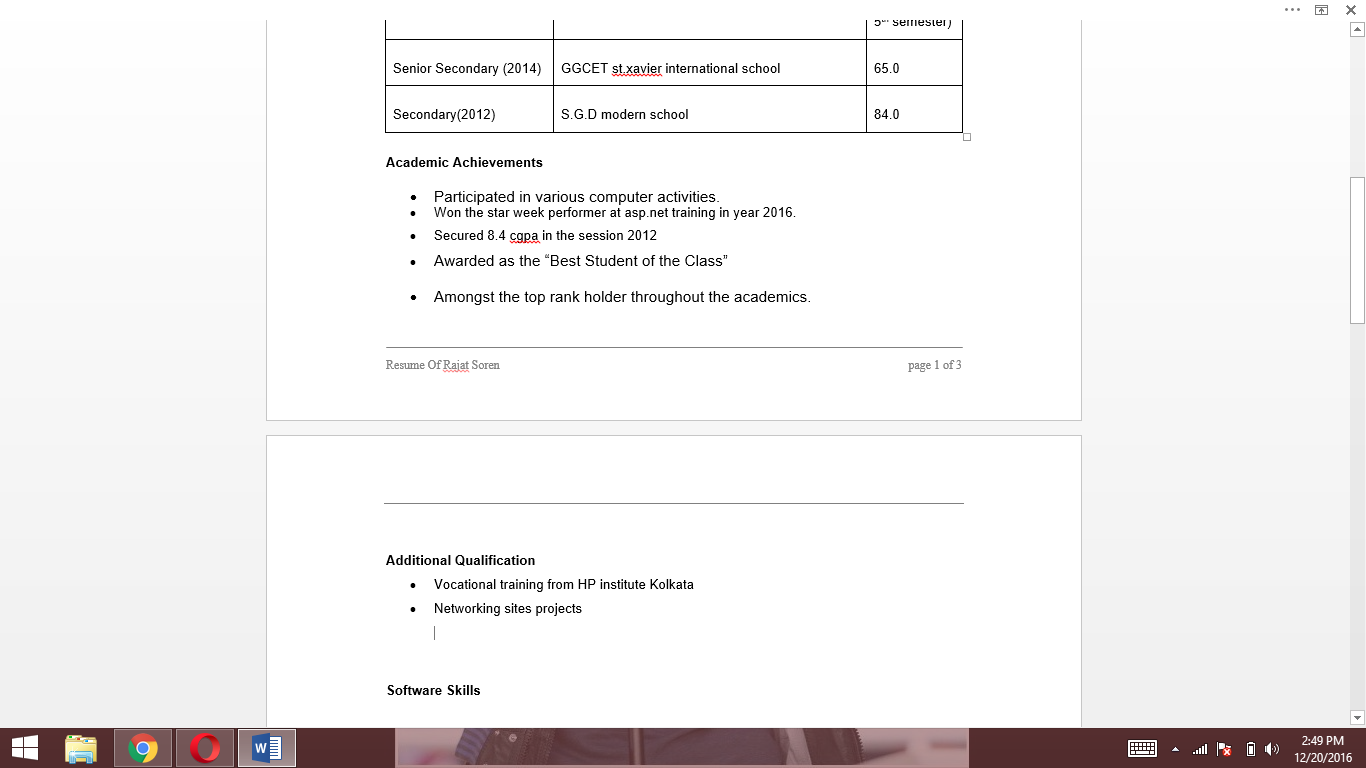 5th semester)
Senior Secondary (2014) GGCET st.xavier international school 65.0
Secondary(2012) S.G.D modern school 84.0
Academic Achievements
• Participated in various computer activities.
• Won the star week performer at asp.net training in year 2016.
• Secured 8.4 cgpa in the session 2012
• Awarded as the “Best Student of the Class”
• Amongst the top rank holder throughout the academics.
Resume Of Rajat Soren page 1 of 3
Additional Qualification
• Vocational training from HP institute Kolkata
• Networking sites projects
Software Skills
2:49 PM
12/20/2016